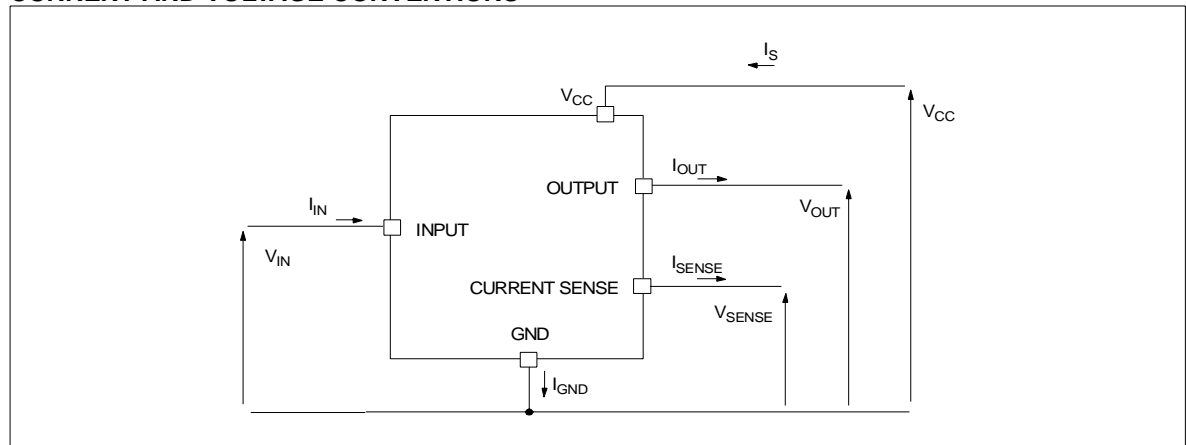 CURRENT AND VOLTAGE CONVENTIONS
I_S
V_CC
V_CC
I_OUT
OUTPUT
V_OUT
I_IN
INPUT
V_IN
I_SENSE
CURRENT SENSE
V_SENSE
GND
I_GND